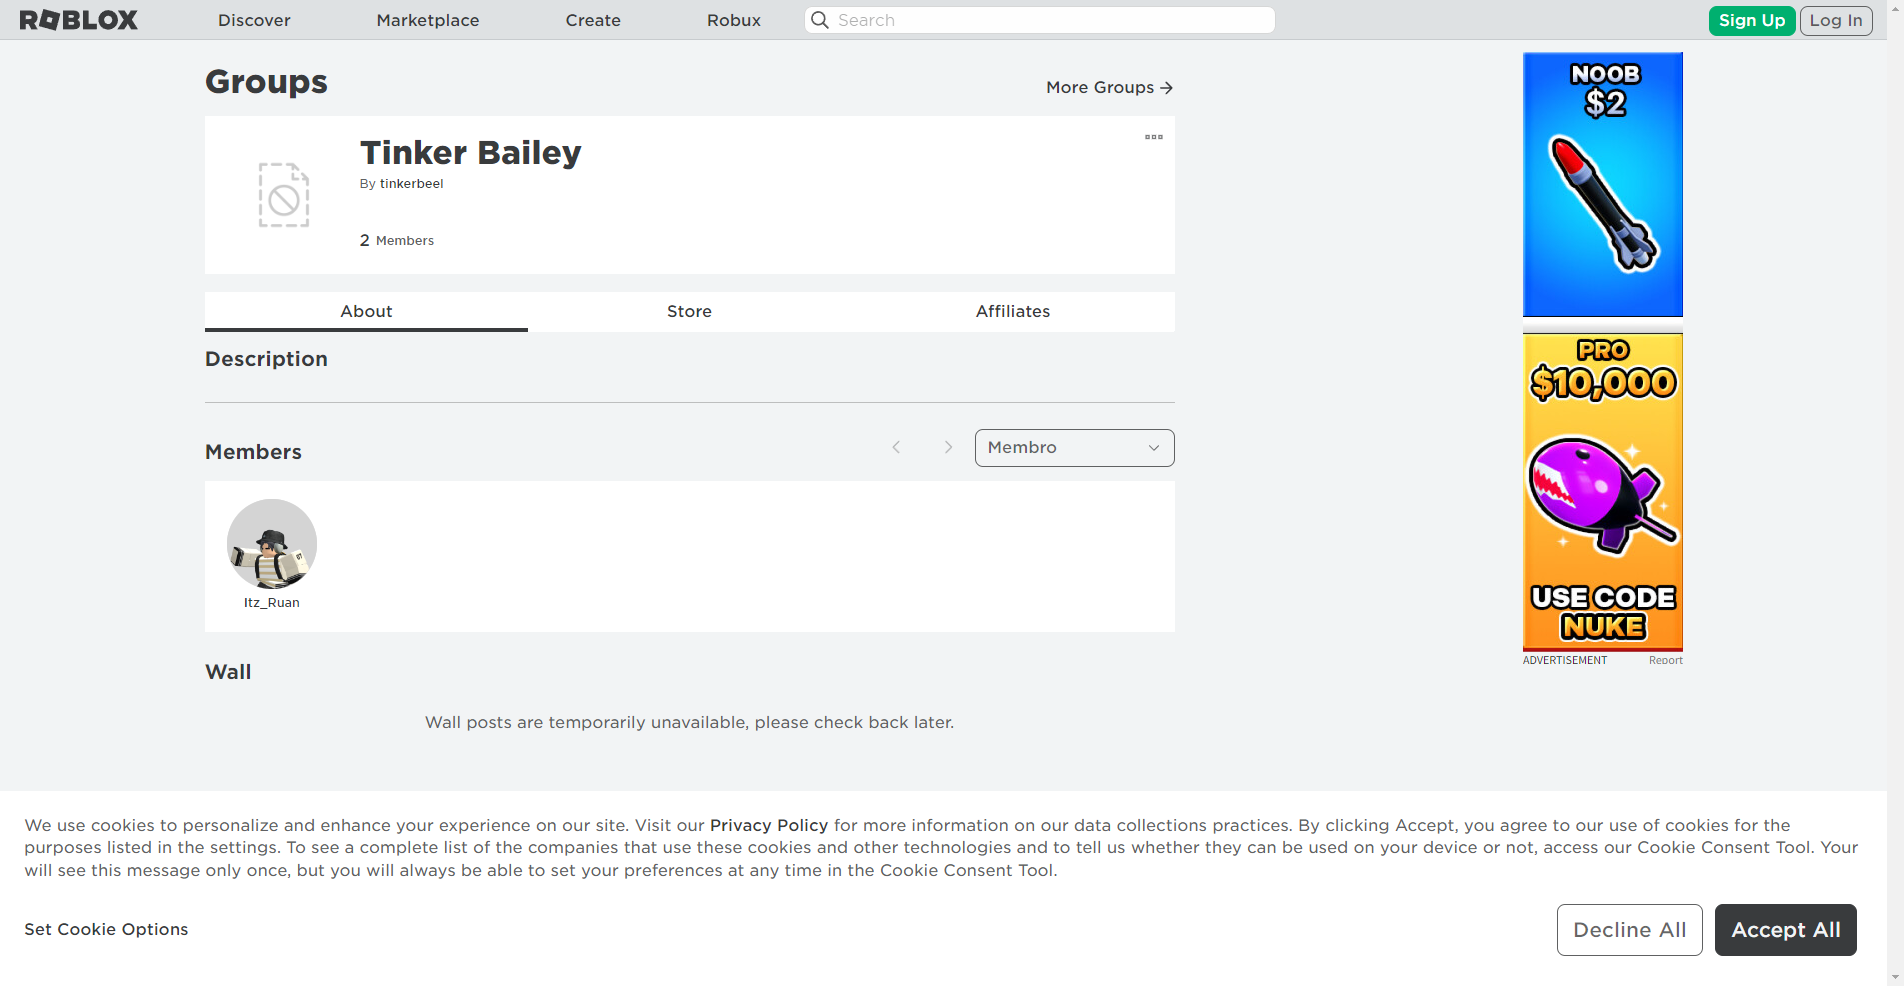 ROBLOX
Discover
Marketplace
Create
Robux
Search
Sign Up
Log In
Groups
More Groups
Tinker Bailey
By tinkerbeel
2 Members
About
Store
Affiliates
Description
Members
Membro
Itz_Ruan
Wall
Wall posts are temporarily unavailable, please check back later.
NOOB
$2
PRO
$10,000
USE CODE
NUKE
ADVERTISEMENT
Report
We use cookies to personalize and enhance your experience on our site. Visit our Privacy Policy for more information on our data collections practices. By clicking Accept, you agree to our use of cookies for the
purposes listed in the settings. To see a complete list of the companies that use these cookies and other technologies and to tell us whether they can be used on your device or not, access our Cookie Consent Tool. Your
will see this message only once, but you will always be able to set your preferences at any time in the Cookie Consent Tool.
Set Cookie Options
Decline All
Accept All